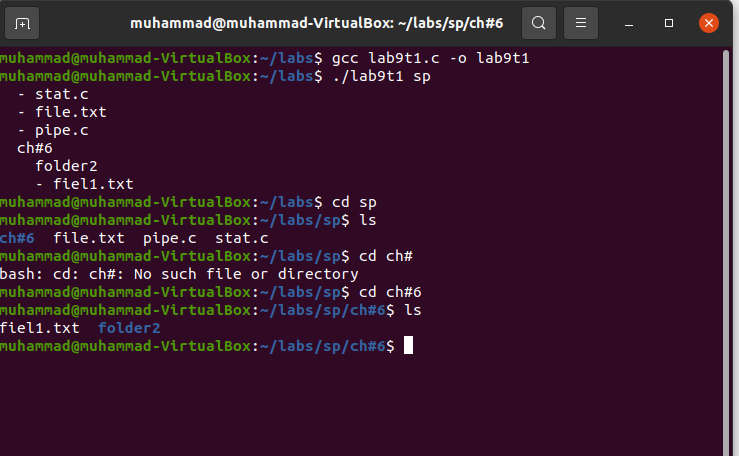 muhammad@muhammad-VirtualBox: ~/labs/sp/ch#6
muhammad@muhammad-VirtualBox:~/labs$ gcc lab9t1.c -o lab9t1
muhammad@muhammad-VirtualBox:~/labs$ ./lab9t1 sp
- stat.c
- file.txt
- pipe.c
ch#6
folder2
- fiel1.txt
muhammad@muhammad-VirtualBox:~/labs$ cd sp
muhammad@muhammad-VirtualBox:~/labs/sp$ ls
ch#6  file.txt  pipe.c  stat.c
muhammad@muhammad-VirtualBox:~/labs/sp$ cd ch#
bash: cd: ch#: No such file or directory
muhammad@muhammad-VirtualBox:~/labs/sp$ cd ch#6
muhammad@muhammad-VirtualBox:~/labs/sp/ch#6$ ls
fiel1.txt  folder2
muhammad@muhammad-VirtualBox:~/labs/sp/ch#6$